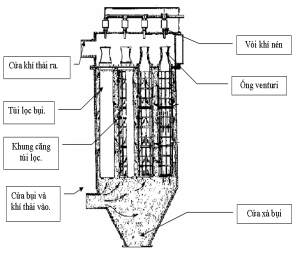 Vòi khí nén
Cửa khí thải ra.
Ống venturi
Túi lọc bụi.
Khung căng
túi lọc.
Cửa bụi và
khí thải vào.
Cửa xả bụi